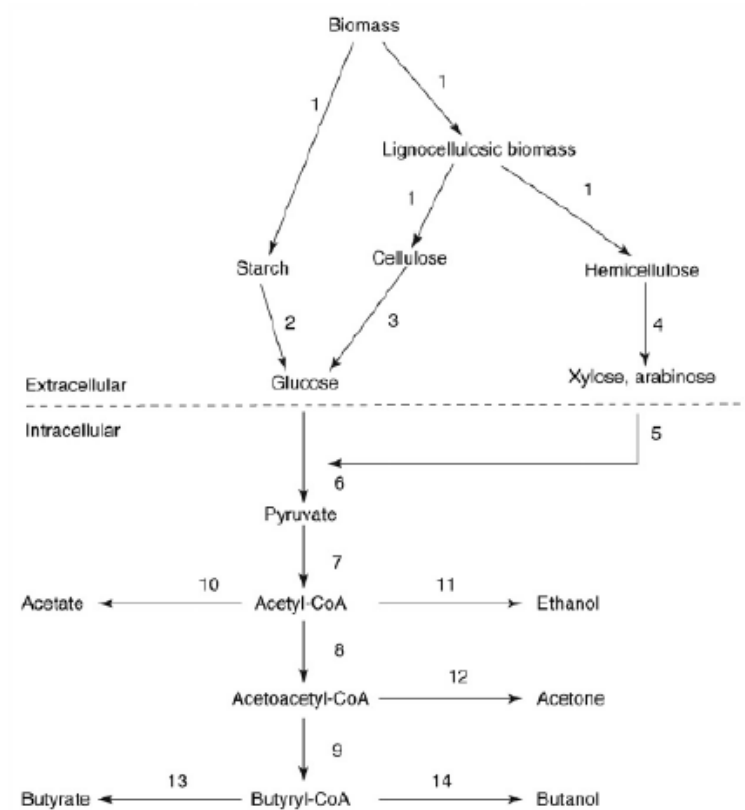 Biomass
1
1
Lignocellulosic biomass
1
1
Starch
Cellulose
Hemicellulose
2
3
4
Glucose
Xylose, arabinose
Extracellular
Intracellular
5
6
Pyruvate
7
10
11
Acetate
Acetyl-CoA
Ethanol
8
12
Acetoacetyl-CoA
Acetone
9
13
14
Butyrate
Butyryl-CoA
Butanol